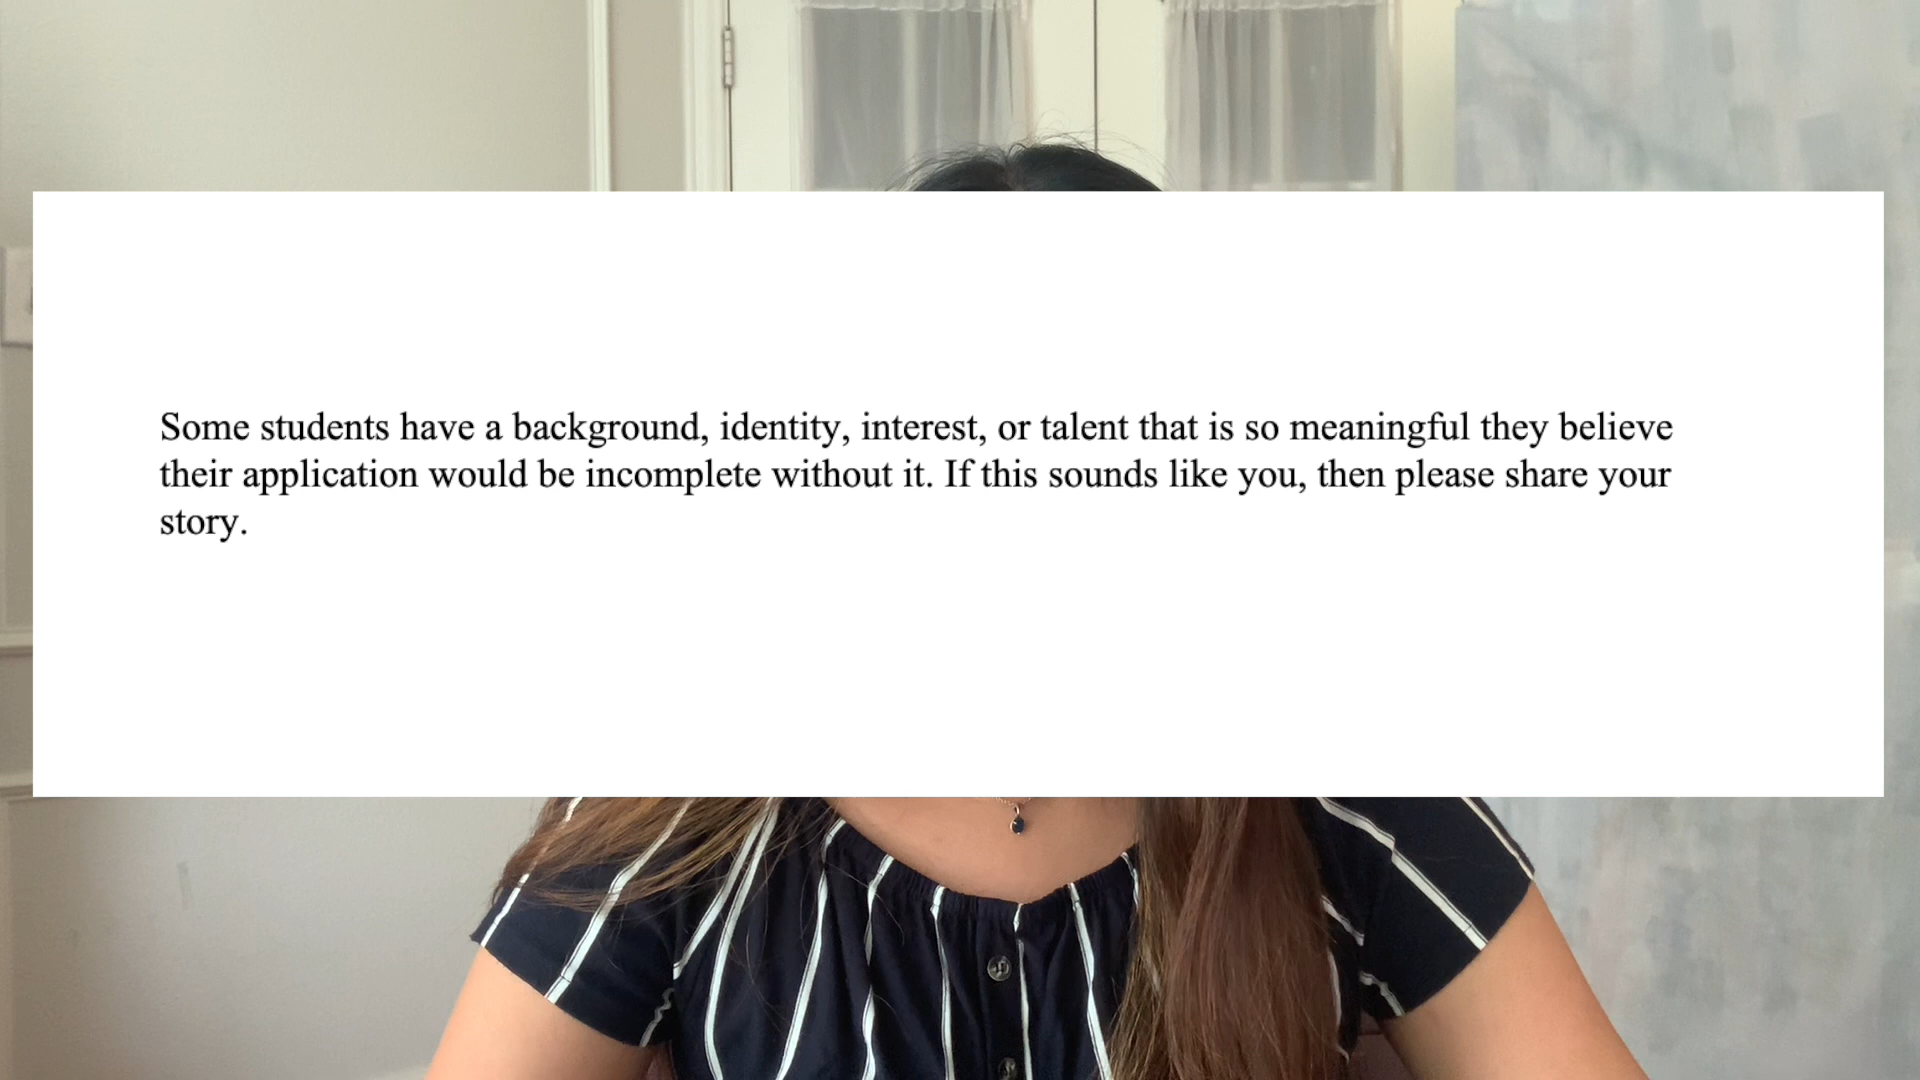 Some students have a background, identity, interest, or talent that is so meaningful they believe
their application would be incomplete without it. If this sounds like you, then please share your
story.